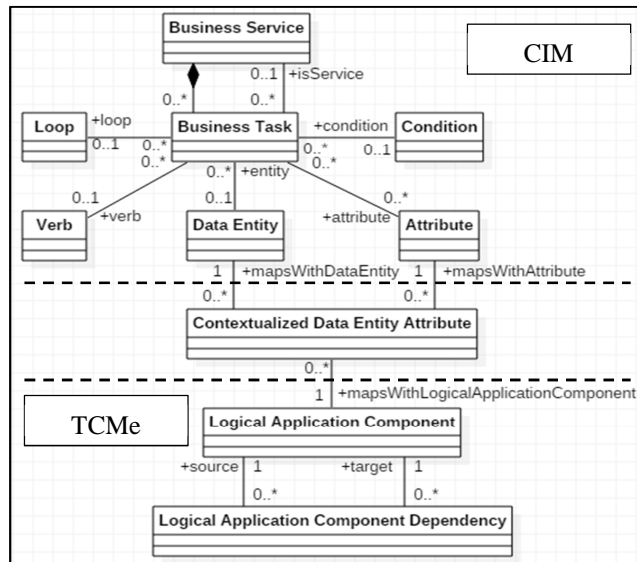 Business Service
CIM
0..1 +isService
0..* 0..*
Loop +loop Business Task +condition Condition
0..1 0..* 0..* 0..1
0..* 0..* +entity 0..*
0..1 0..1 0..*
Verb +verb Data Entity +attribute Attribute
1 +mapsWithDataEntity 1 +mapsWithAttribute
0..* 0..*
Contextualized Data Entity Attribute
0..*
1 +mapsWithLogicalApplicationComponent
TCMe
Logical Application Component
+source 1 +target 1
0..* 0..*
Logical Application Component Dependency